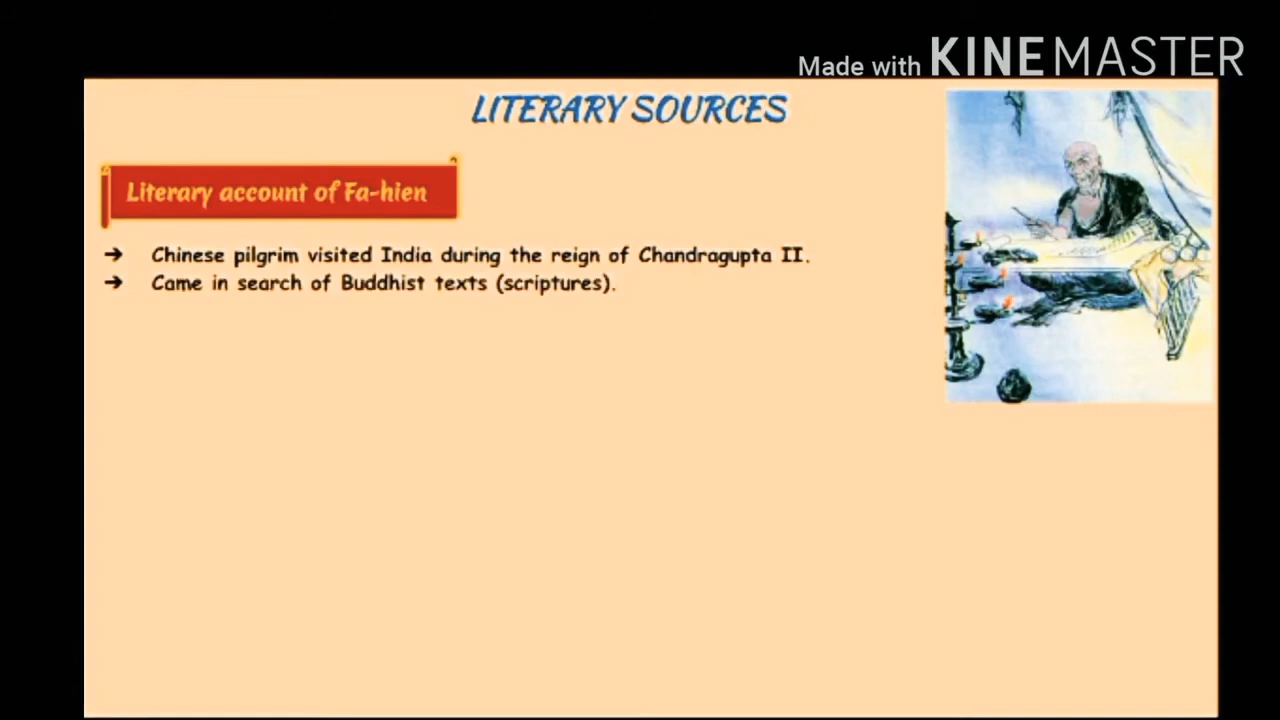 Made with KINEMASTER
LITERARY SOURCES
Literary account of Fa-hien
➔ Chinese pilgrim visited India during the reign of Chandragupta II.
➔ Came in search of Buddhist texts (scriptures).